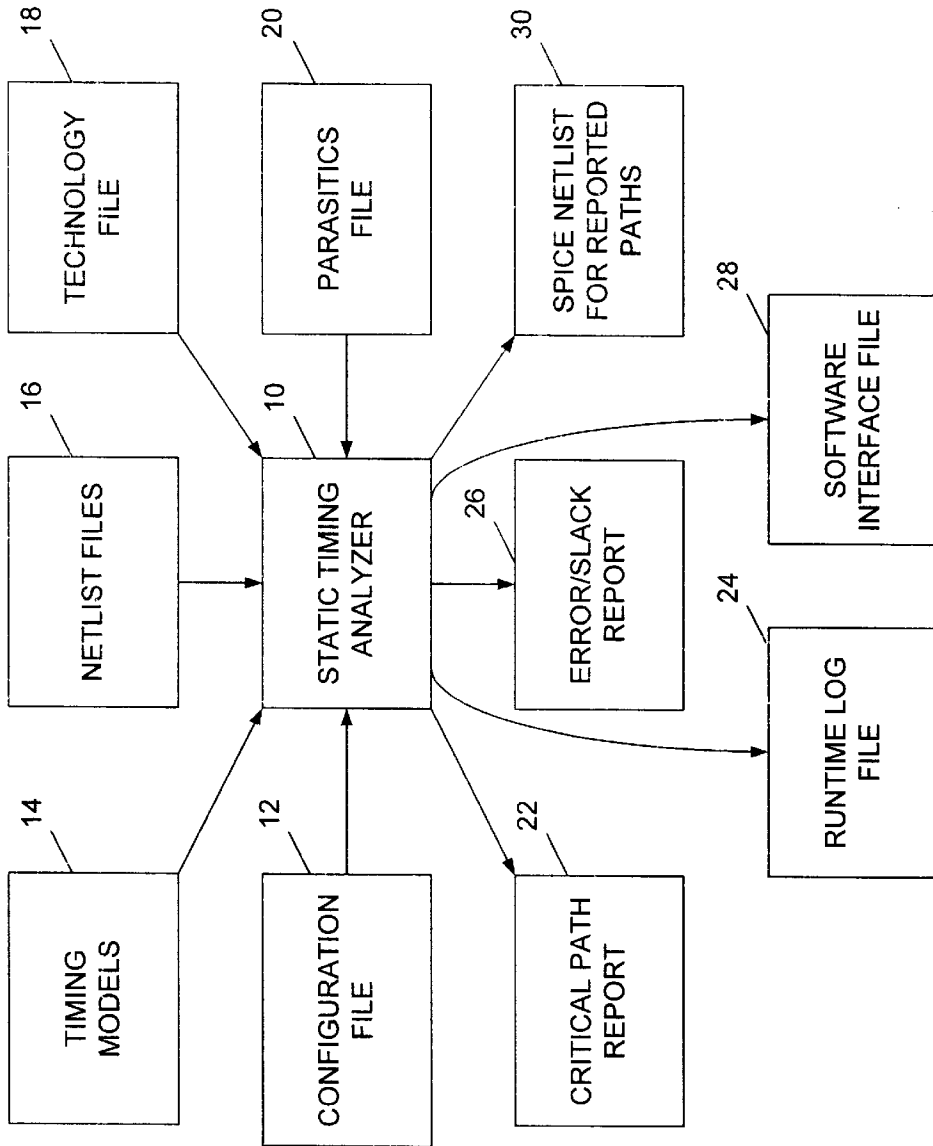 14
TIMING
MODELS
16
NETLIST FILES
18
TECHNOLOGY
FILE
12
CONFIGURATION
FILE
10
STATIC TIMING
ANALYZER
20
PARASITICS
FILE
22
CRITICAL PATH
REPORT
26
ERROR/SLACK
REPORT
30
SPICE NETLIST
FOR REPORTED
PATHS
24
RUNTIME LOG
FILE
28
SOFTWARE
INTERFACE FILE